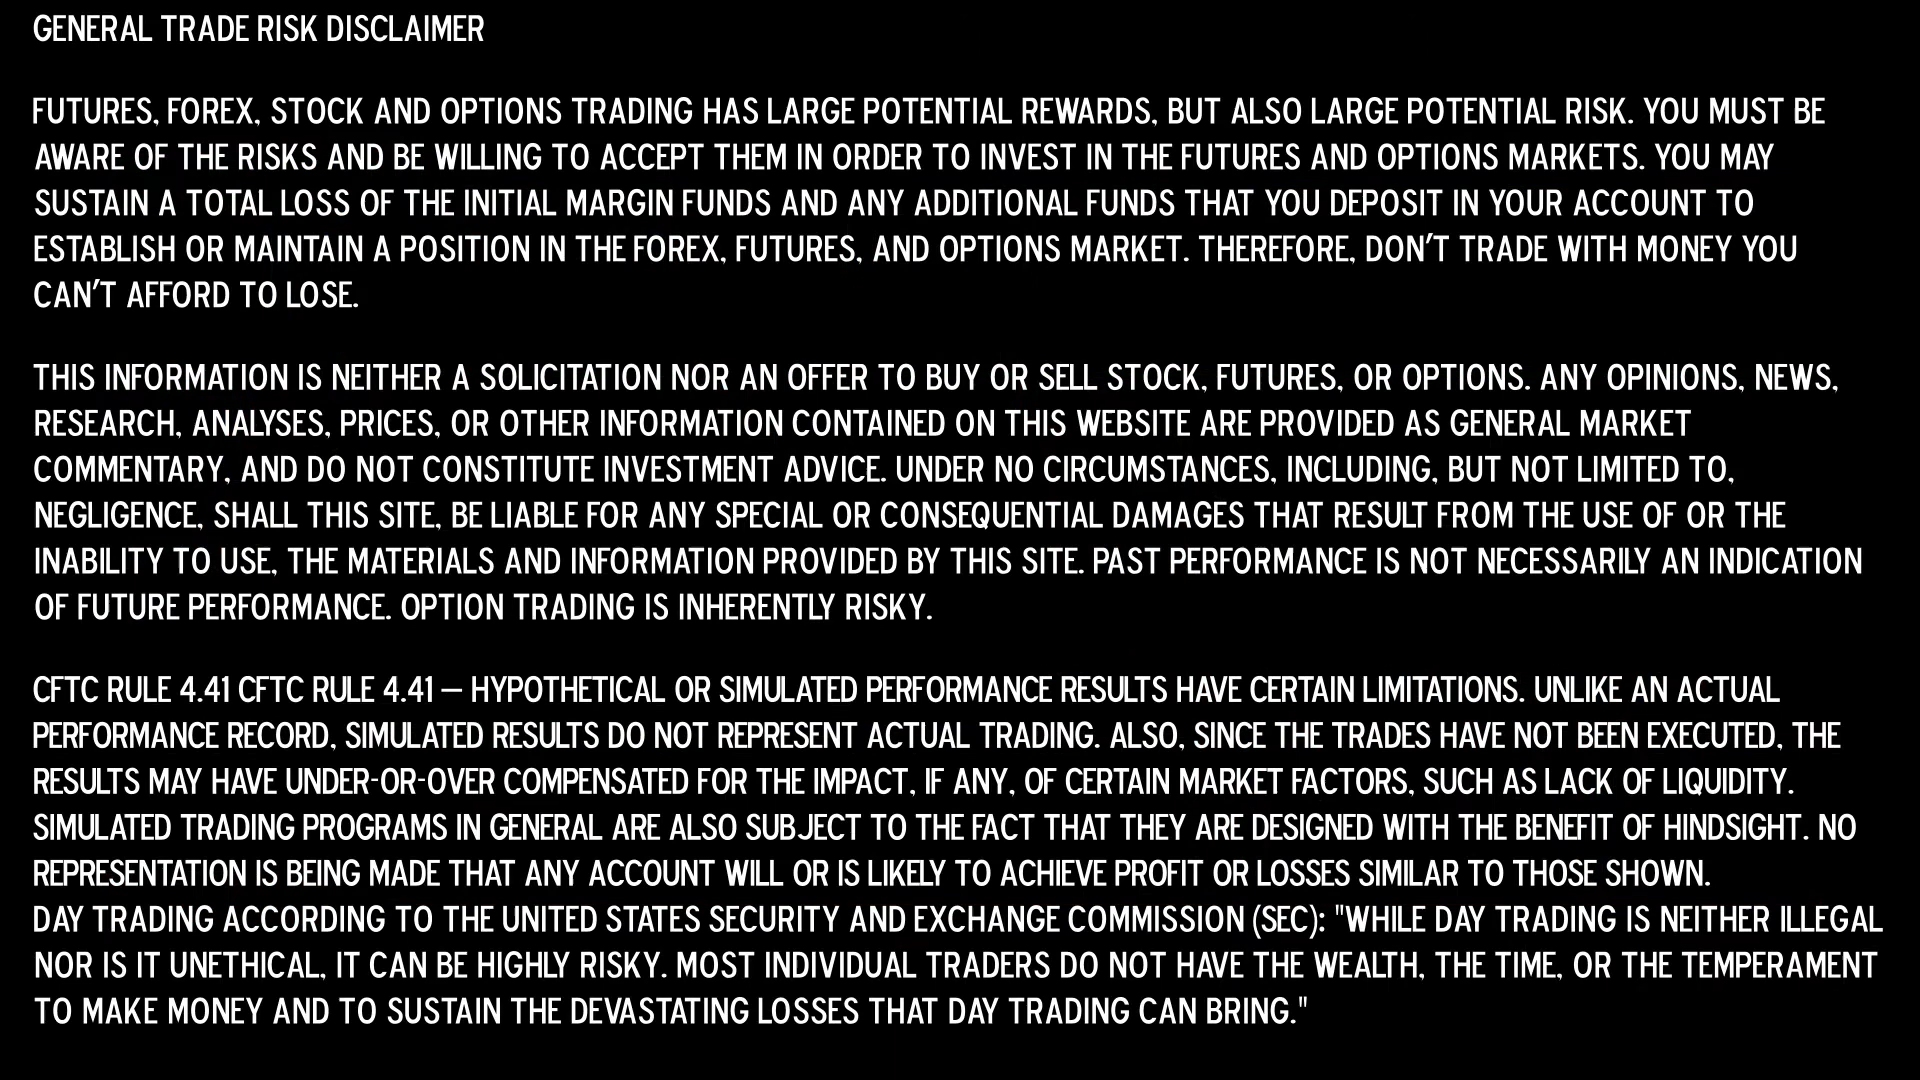 GENERAL TRADE RISK DISCLAIMER
FUTURES, FOREX, STOCK AND OPTIONS TRADING HAS LARGE POTENTIAL REWARDS, BUT ALSO LARGE POTENTIAL RISK. YOU MUST BE
AWARE OF THE RISKS AND BE WILLING TO ACCEPT THEM IN ORDER TO INVEST IN THE FUTURES AND OPTIONS MARKETS. YOU MAY
SUSTAIN A TOTAL LOSS OF THE INITIAL MARGIN FUNDS AND ANY ADDITIONAL FUNDS THAT YOU DEPOSIT IN YOUR ACCOUNT TO
ESTABLISH OR MAINTAIN A POSITION IN THE FOREX, FUTURES, AND OPTIONS MARKET. THEREFORE, DON'T TRADE WITH MONEY YOU
CAN'T AFFORD TO LOSE.
THIS INFORMATION IS NEITHER A SOLICITATION NOR AN OFFER TO BUY OR SELL STOCK, FUTURES, OR OPTIONS. ANY OPINIONS, NEWS,
RESEARCH, ANALYSES, PRICES, OR OTHER INFORMATION CONTAINED ON THIS WEBSITE ARE PROVIDED AS GENERAL MARKET
COMMENTARY, AND DO NOT CONSTITUTE INVESTMENT ADVICE. UNDER NO CIRCUMSTANCES, INCLUDING, BUT NOT LIMITED TO,
NEGLIGENCE, SHALL THIS SITE, BE LIABLE FOR ANY SPECIAL OR CONSEQUENTIAL DAMAGES THAT RESULT FROM THE USE OF OR THE
INABILITY TO USE, THE MATERIALS AND INFORMATION PROVIDED BY THIS SITE. PAST PERFORMANCE IS NOT NECESSARILY AN INDICATION
OF FUTURE PERFORMANCE. OPTION TRADING IS INHERENTLY RISKY.
CFTC RULE 4.41 CFTC RULE 4.41 – HYPOTHETICAL OR SIMULATED PERFORMANCE RESULTS HAVE CERTAIN LIMITATIONS. UNLIKE AN ACTUAL
PERFORMANCE RECORD, SIMULATED RESULTS DO NOT REPRESENT ACTUAL TRADING. ALSO, SINCE THE TRADES HAVE NOT BEEN EXECUTED, THE
RESULTS MAY HAVE UNDER-OR-OVER COMPENSATED FOR THE IMPACT, IF ANY, OF CERTAIN MARKET FACTORS, SUCH AS LACK OF LIQUIDITY.
SIMULATED TRADING PROGRAMS IN GENERAL ARE ALSO SUBJECT TO THE FACT THAT THEY ARE DESIGNED WITH THE BENEFIT OF HINDSIGHT. NO
REPRESENTATION IS BEING MADE THAT ANY ACCOUNT WILL OR IS LIKELY TO ACHIEVE PROFIT OR LOSSES SIMILAR TO THOSE SHOWN.
DAY TRADING ACCORDING TO THE UNITED STATES SECURITY AND EXCHANGE COMMISSION (SEC): "WHILE DAY TRADING IS NEITHER ILLEGAL
NOR IS IT UNETHICAL, IT CAN BE HIGHLY RISKY. MOST INDIVIDUAL TRADERS DO NOT HAVE THE WEALTH, THE TIME, OR THE TEMPERAMENT
TO MAKE MONEY AND TO SUSTAIN THE DEVASTATING LOSSES THAT DAY TRADING CAN BRING."